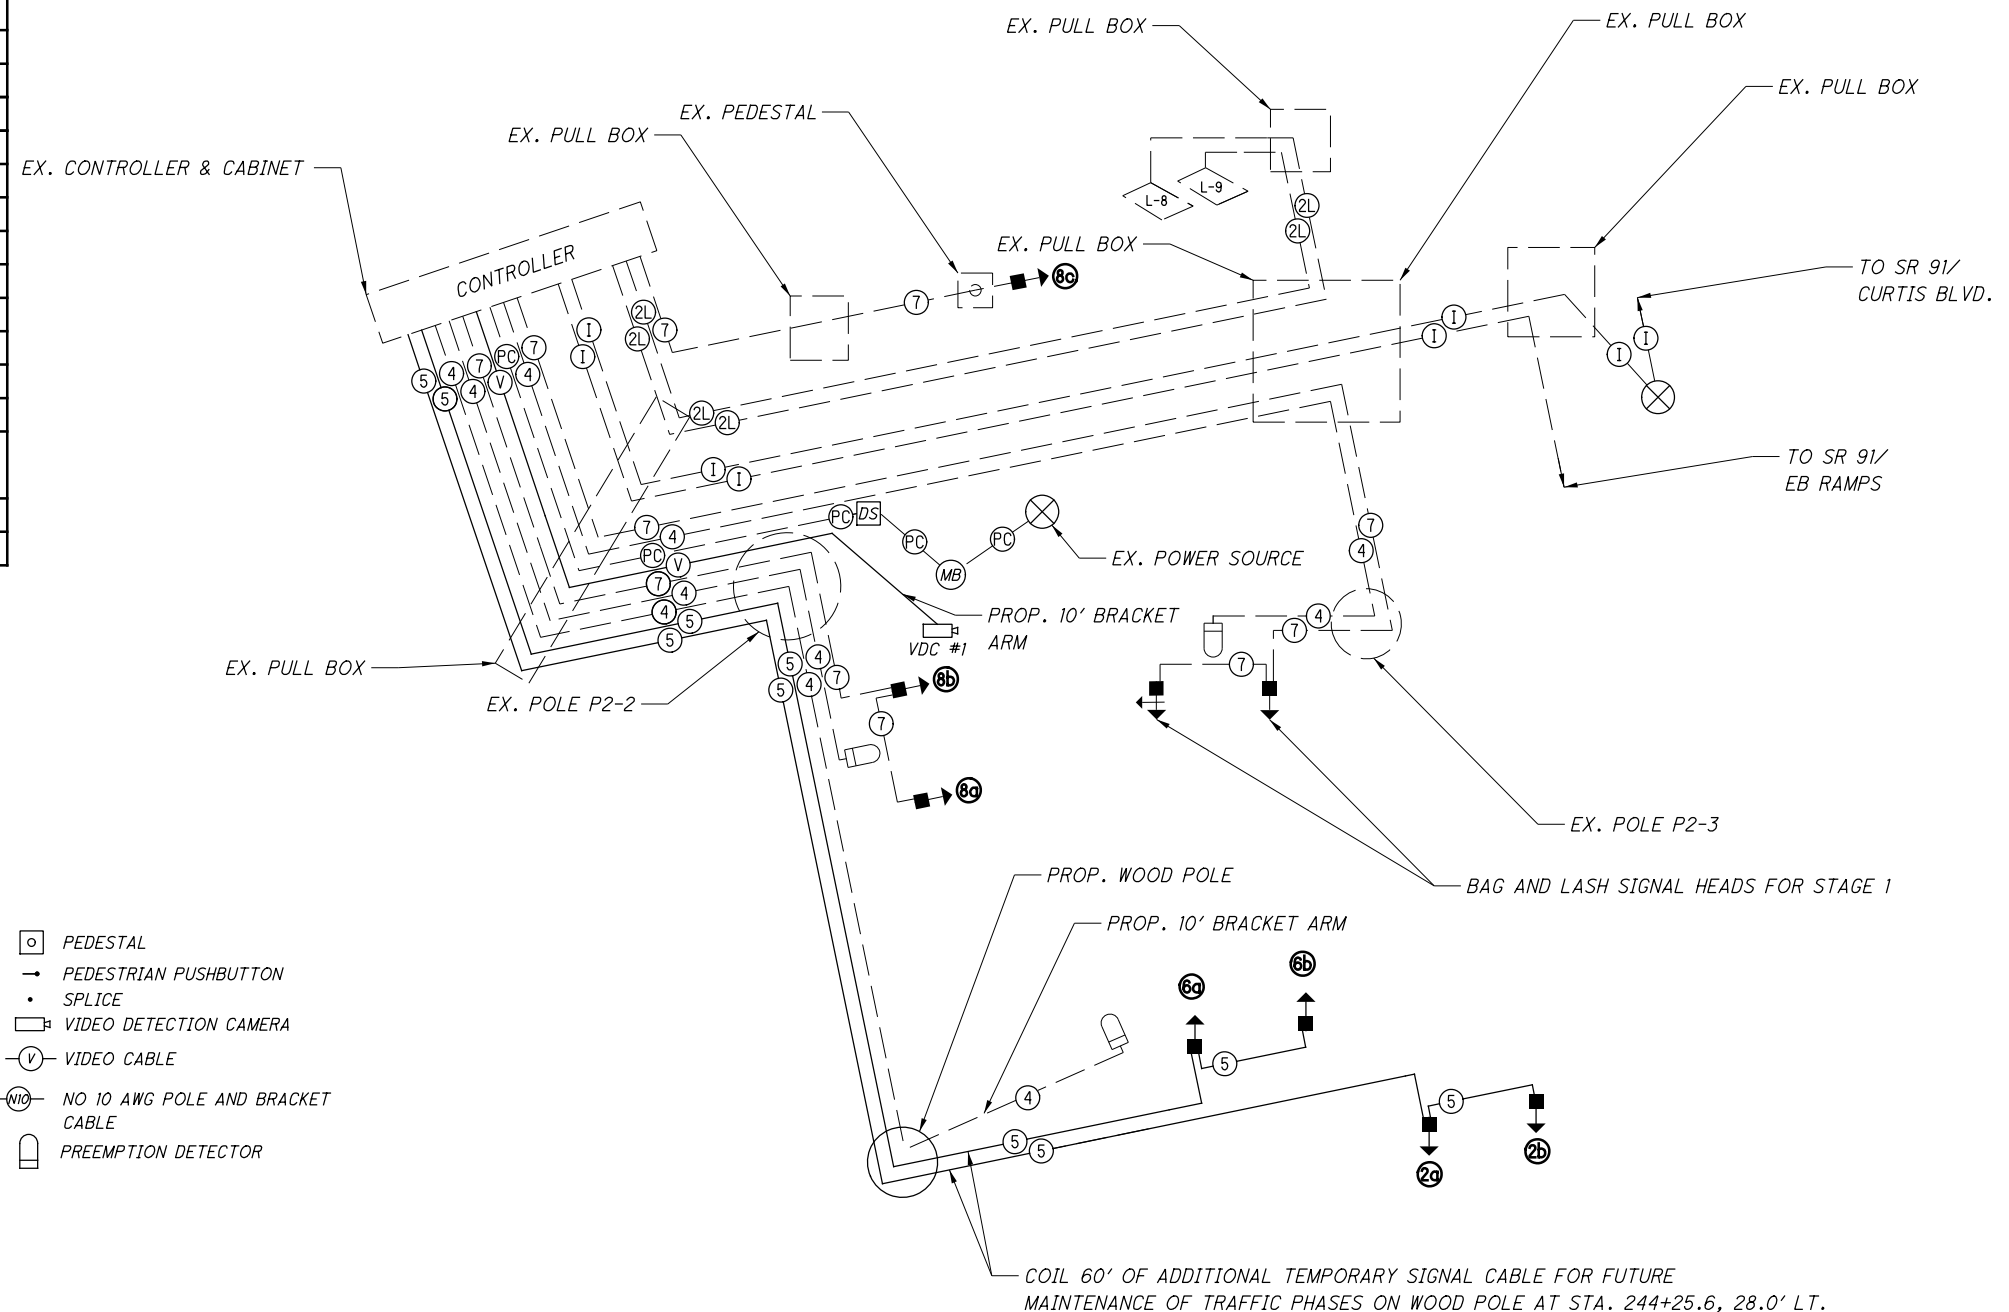 EX. PULL BOX
EX. PULL BOX
EX. PULL BOX
EX. PEDESTAL
EX. PULL BOX
EX. CONTROLLER & CABINET
L-9
L-8
2L
2L
EX. PULL BOX
CONTROLLER
8c
7
TO SR 91/
CURTIS BLVD.
2L
2L
7
I
I
I
I
I
I
5
5
4
4
7
V
PC
4
7
2L
2L
I
I
TO SR 91/
EB RAMPS
PC
DS
PC
MB
PC
EX. POWER SOURCE
7
4
7
4
PC
V
7
4
4
5
5
PROP. 10' BRACKET
ARM
VDC #1
4
7
7
EX. PULL BOX
EX. POLE P2-2
5
5
4
4
7
8b
7
8a
EX. POLE P2-3
BAG AND LASH SIGNAL HEADS FOR STAGE 1
PROP. WOOD POLE
PROP. 10' BRACKET ARM
6a
6b
5
4
5
5
5
2a
2b
PEDESTAL
PEDESTRIAN PUSHBUTTON
SPLICE
VIDEO DETECTION CAMERA
V VIDEO CABLE
N10 NO 10 AWG POLE AND BRACKET
CABLE
PREEMPTION DETECTOR
COIL 60' OF ADDITIONAL TEMPORARY SIGNAL CABLE FOR FUTURE
MAINTENANCE OF TRAFFIC PHASES ON WOOD POLE AT STA. 244+25.6, 28.0' LT.